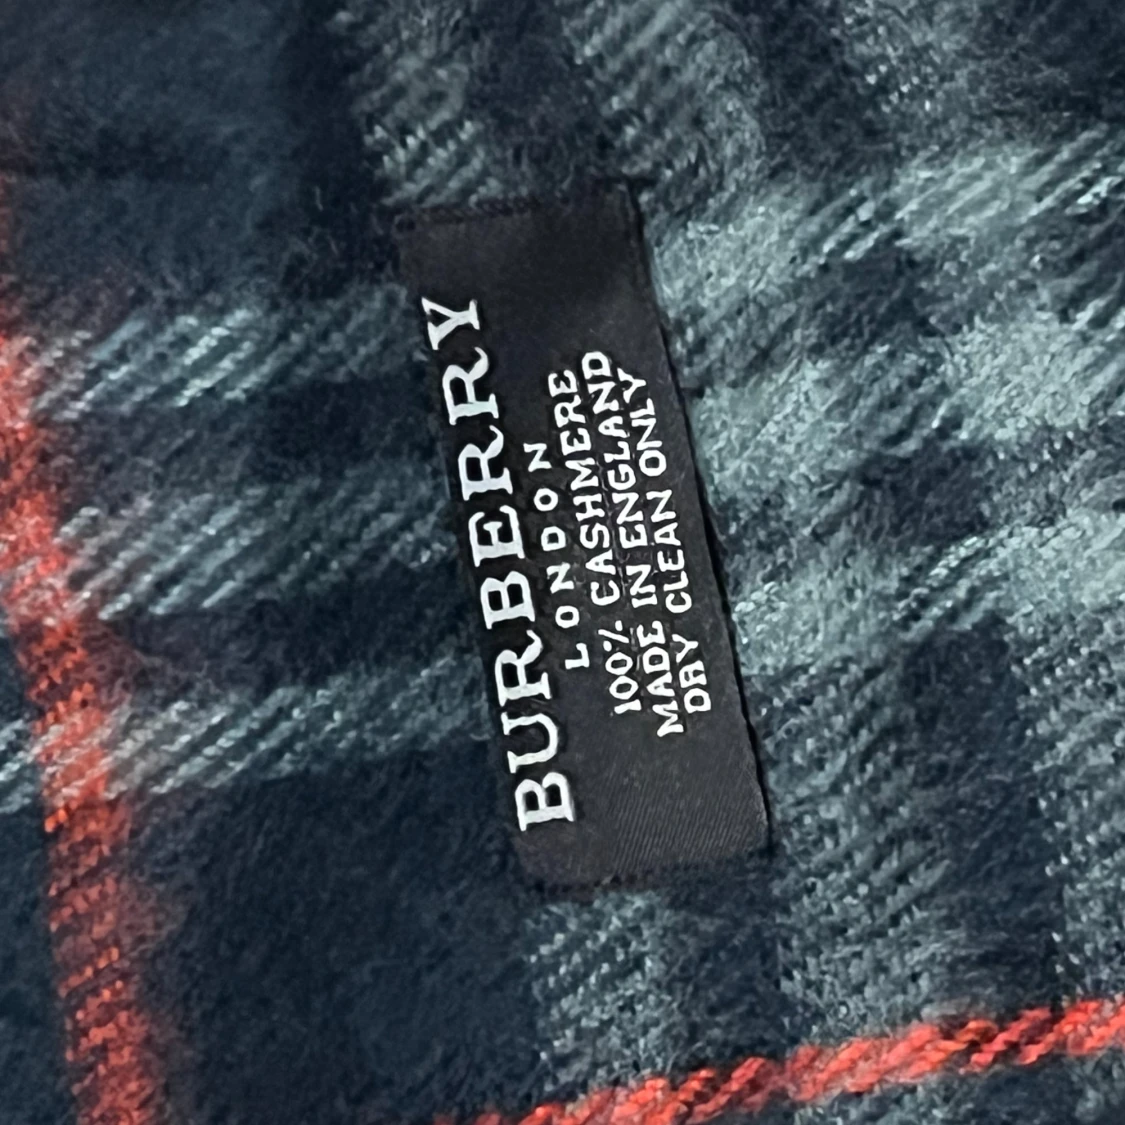 BURBERRY
LONDON
100% CASHMERE
MADE IN ENGLAND
DRY CLEAN ONLY